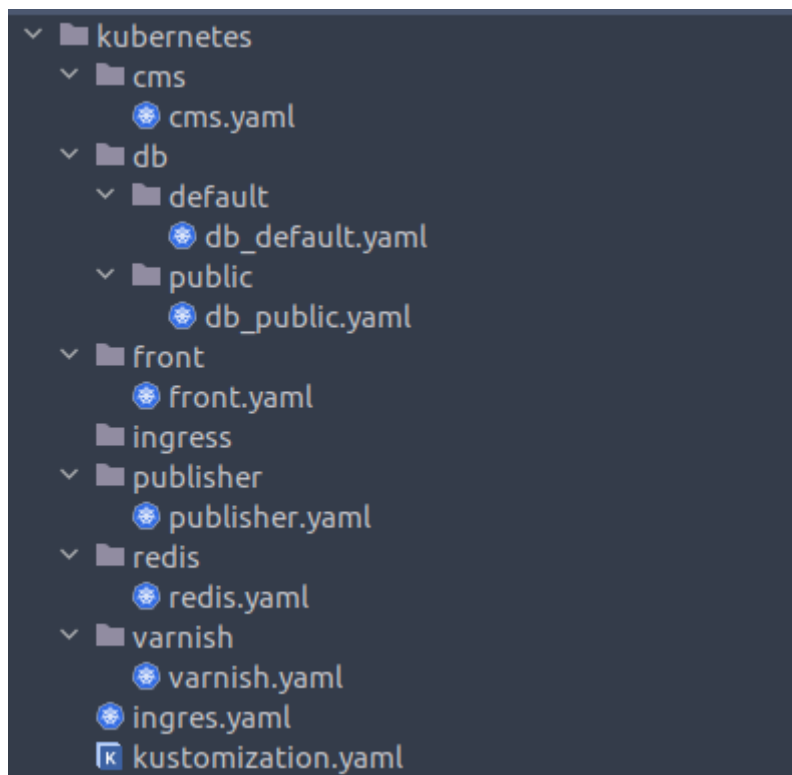 kubernetes
cms
cms.yaml
db
default
db_default.yaml
public
db_public.yaml
front
front.yaml
ingress
publisher
publisher.yaml
redis
redis.yaml
varnish
varnish.yaml
ingres.yaml
kustomization.yaml